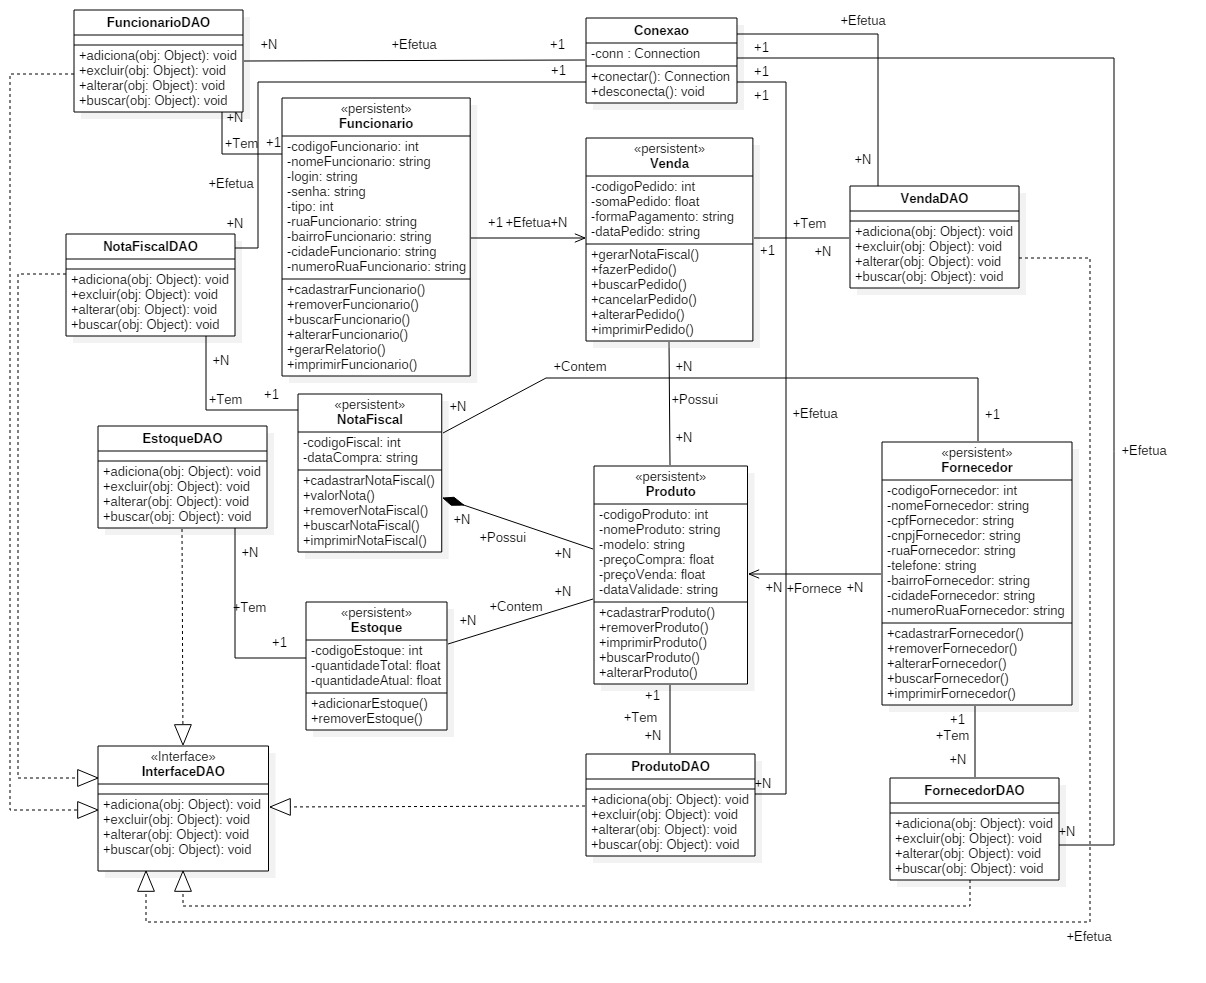 FuncionarioDAO
+adiciona(obj: Object): void
+excluir(obj: Object): void
+alterar(obj: Object): void
+buscar(obj: Object): void
+N
+Efetua
+1
Conexao
-conn : Connection
+conectar(): Connection
+desconecta(): void
+Efetua
+1
+1
+1
+1
+N
+Tem
+1
+Efetua
+N
«persistent»
Funcionario
-codigoFuncionario: int
-nomeFuncionario: string
-login: string
-senha: string
-tipo: int
-ruaFuncionario: string
-bairroFuncionario: string
-cidadeFuncionario: string
-numeroRuaFuncionario: string
+cadastrarFuncionario()
+removerFuncionario()
+buscarFuncionario()
+alterarFuncionario()
+gerarRelatorio()
+imprimirFuncionario()
+1 +Efetua+N
«persistent»
Venda
-codigoPedido: int
-somaPedido: float
-formaPagamento: string
-dataPedido: string
+gerarNotaFiscal()
+fazerPedido()
+buscarPedido()
+cancelarPedido()
+alterarPedido()
+imprimirPedido()
+Tem
+1
+N
+N
VendaDAO
+adiciona(obj: Object): void
+excluir(obj: Object): void
+alterar(obj: Object): void
+buscar(obj: Object): void
NotaFiscalDAO
+adiciona(obj: Object): void
+excluir(obj: Object): void
+alterar(obj: Object): void
+buscar(obj: Object): void
+N
+Tem
+1
«persistent»
NotaFiscal
-codigoFiscal: int
-dataCompra: string
+cadastrarNotaFiscal()
+valorNota()
+removerNotaFiscal()
+buscarNotaFiscal()
+imprimirNotaFiscal()
+N
+Contem
+1
+N
+Possui
+N
+Efetua
+Efetua
EstoqueDAO
+adiciona(obj: Object): void
+excluir(obj: Object): void
+alterar(obj: Object): void
+buscar(obj: Object): void
+N
+Tem
+1
+N
+Possui
+N
«persistent»
Produto
-codigoProduto: int
-nomeProduto: string
-modelo: string
-preçoCompra: float
-preçoVenda: float
-dataValidade: string
+cadastrarProduto()
+removerProduto()
+imprimirProduto()
+buscarProduto()
+alterarProduto()
«persistent»
Fornecedor
-codigoFornecedor: int
-nomeFornecedor: string
-cpfFornecedor: string
-cnpjFornecedor: string
-ruaFornecedor: string
-telefone: string
-bairroFornecedor: string
-cidadeFornecedor: string
-numeroRuaFornecedor: string
+cadastrarFornecedor()
+removerFornecedor()
+alterarFornecedor()
+buscarFornecedor()
+imprimirFornecedor()
+N +Fornece +N
+N
+Contem
+N
«persistent»
Estoque
-codigoEstoque: int
-quantidadeTotal: float
-quantidadeAtual: float
+adicionarEstoque()
+removerEstoque()
+1
+Tem
+N
+1
+Tem
+N
«Interface»
InterfaceDAO
+adiciona(obj: Object): void
+excluir(obj: Object): void
+alterar(obj: Object): void
+buscar(obj: Object): void
ProdutoDAO
+adiciona(obj: Object): void
+excluir(obj: Object): void
+alterar(obj: Object): void
+buscar(obj: Object): void
+N
FornecedorDAO
+adiciona(obj: Object): void
+excluir(obj: Object): void
+alterar(obj: Object): void
+buscar(obj: Object): void
+N
+Efetua